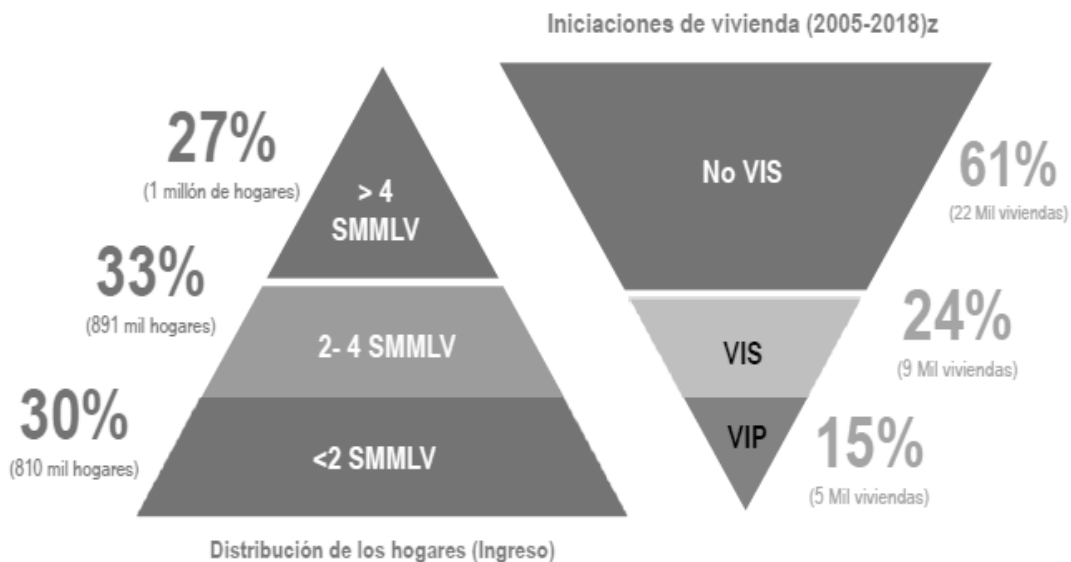 Iniciaciones de vivienda (2005-2018)z
27%
(1 millón de hogares)
> 4
SMMLV
33%
(891 mil hogares)
2- 4 SMMLV
30%
(810 mil hogares)
<2 SMMLV
Distribución de los hogares (Ingreso)
No VIS
61%
(22 Mil viviendas)
VIS
24%
(9 Mil viviendas)
VIP
15%
(5 Mil viviendas)